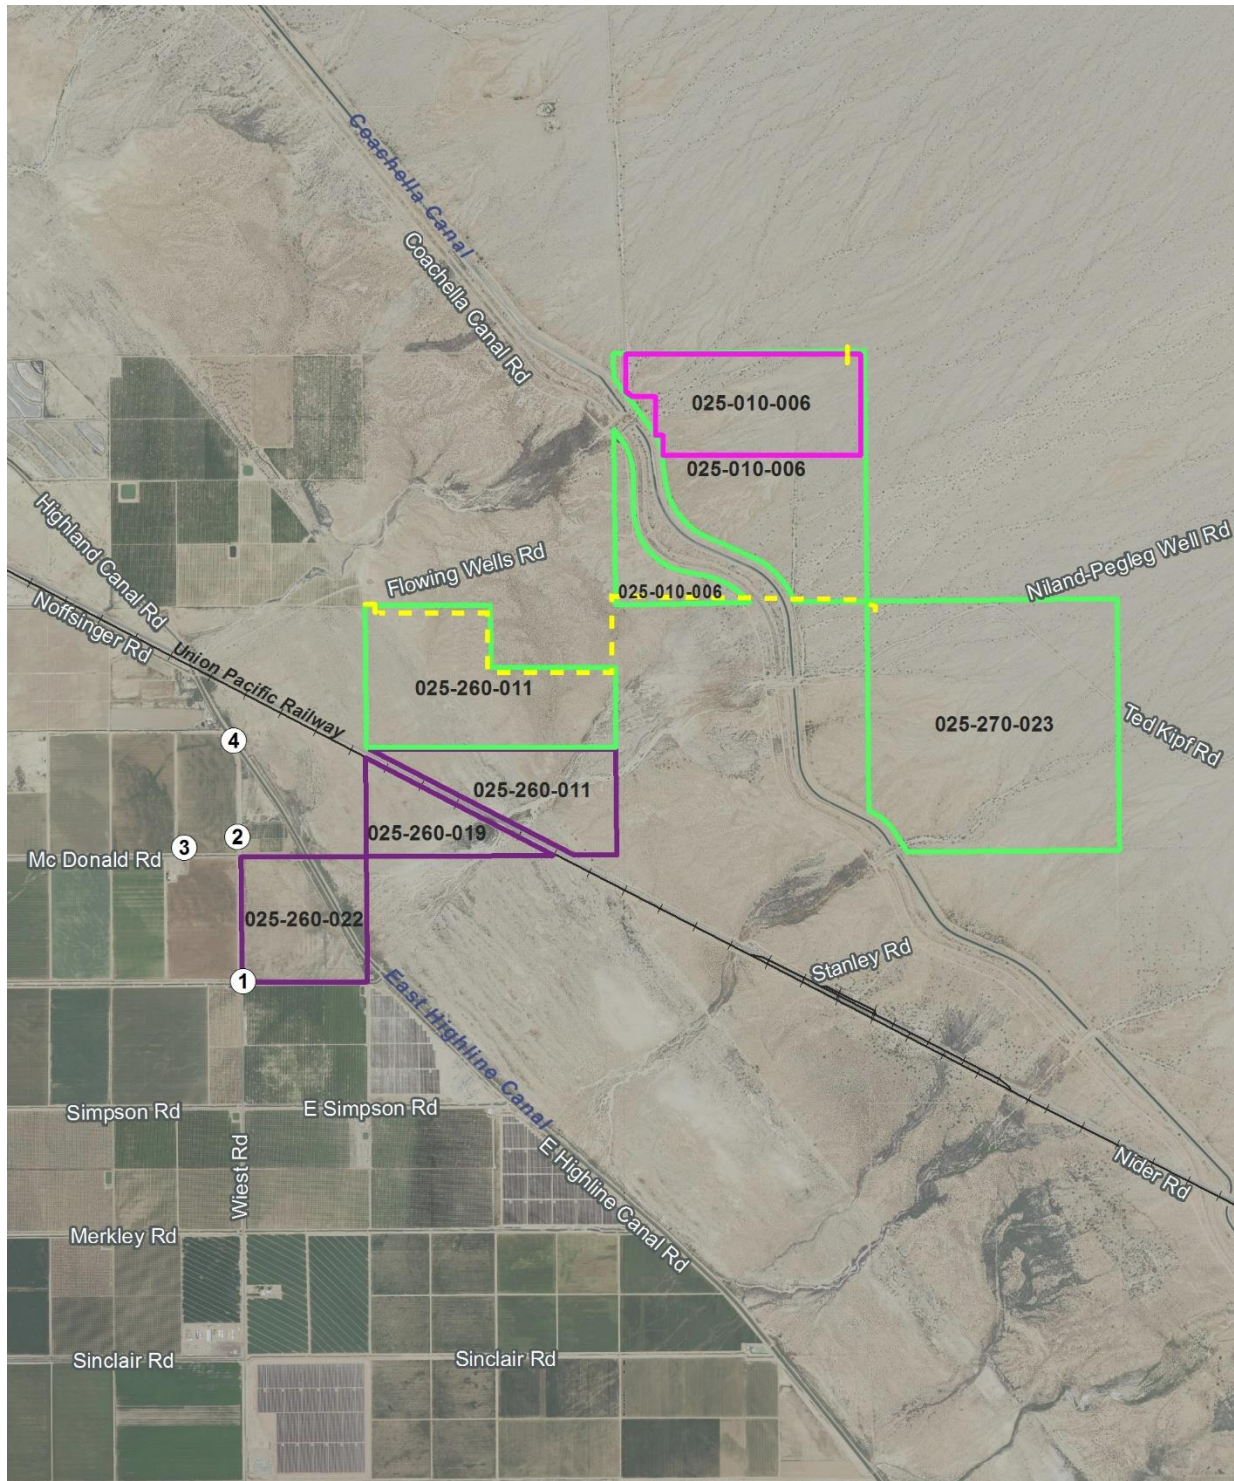 Coachella Canal
Coachella Canal Rd
025-010-006
025-010-006
Highland Canal Rd
Flowing Wells Rd
Niland-Pegleg Well Rd
025-010-006
Noffsinger Rd
Union Pacific Railway
025-260-011
025-270-023
Ted Kipf Rd
4
025-260-011
2
025-260-019
3
Mc Donald Rd
025-260-022
Stanley Rd
1
East Highline Canal
Simpson Rd
E Simpson Rd
Wiest Rd
E Highline Canal Rd
Nider Rd
Merkley Rd
Sinclair Rd
Sinclair Rd